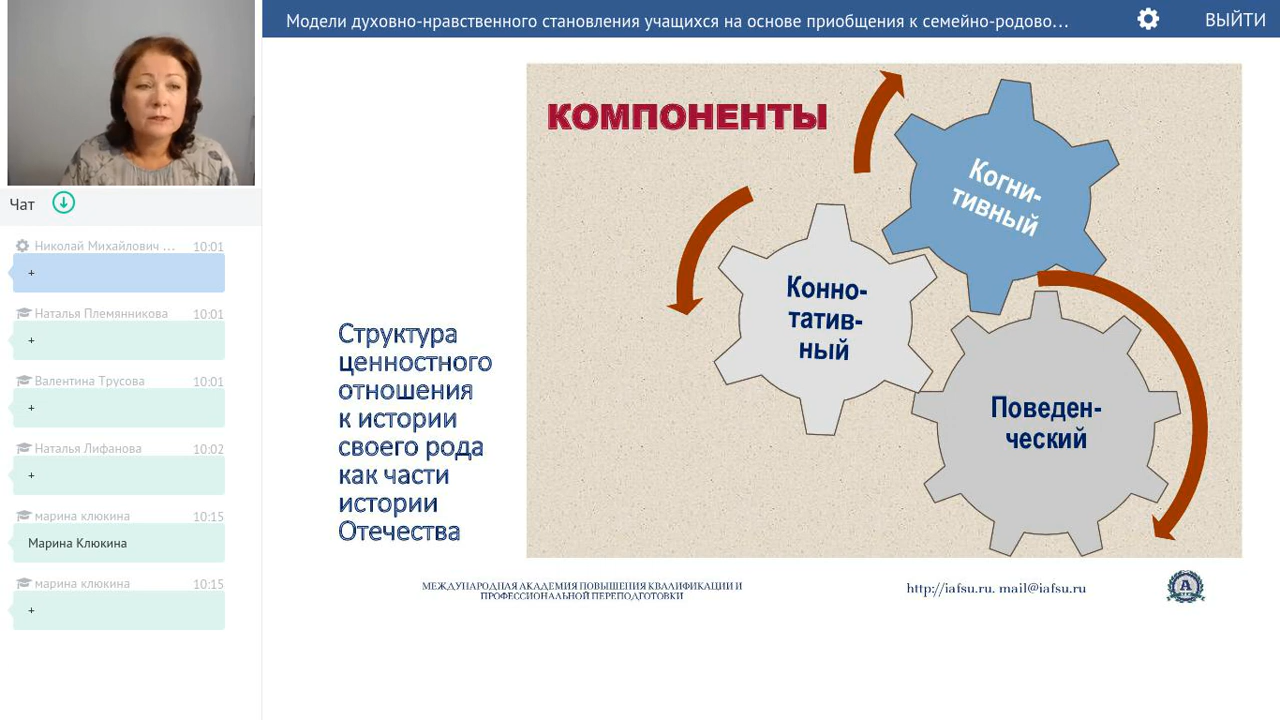 Модели духовно-нравственного становления учащихся на основе приобщения к семейно-родово...
ВЫЙТИ
Чат
Николай Михайлович ...
10:01
+
Наталья Племянникова
10:01
+
Валентина Трусова
10:01
+
Наталья Лифанова
10:02
+
марина клюкина
10:15
Марина Клюкина
марина клюкина
10:15
+
Структура
ценностного
отношения
к истории
своего рода
как части
истории
Отечества
КОМПОНЕНТЫ
Когни-
тивный
Конно-
татив-
ный
Поведен-
ческий
МЕЖДУНАРОДНАЯ АКАДЕМИЯ ПОВЫШЕНИЯ КВАЛИФИКАЦИИ И
ПРОФЕССИОНАЛЬНОЙ ПЕРЕПОДГОТОВКИ
http://iafsu.ru. mail@iafsu.ru
А